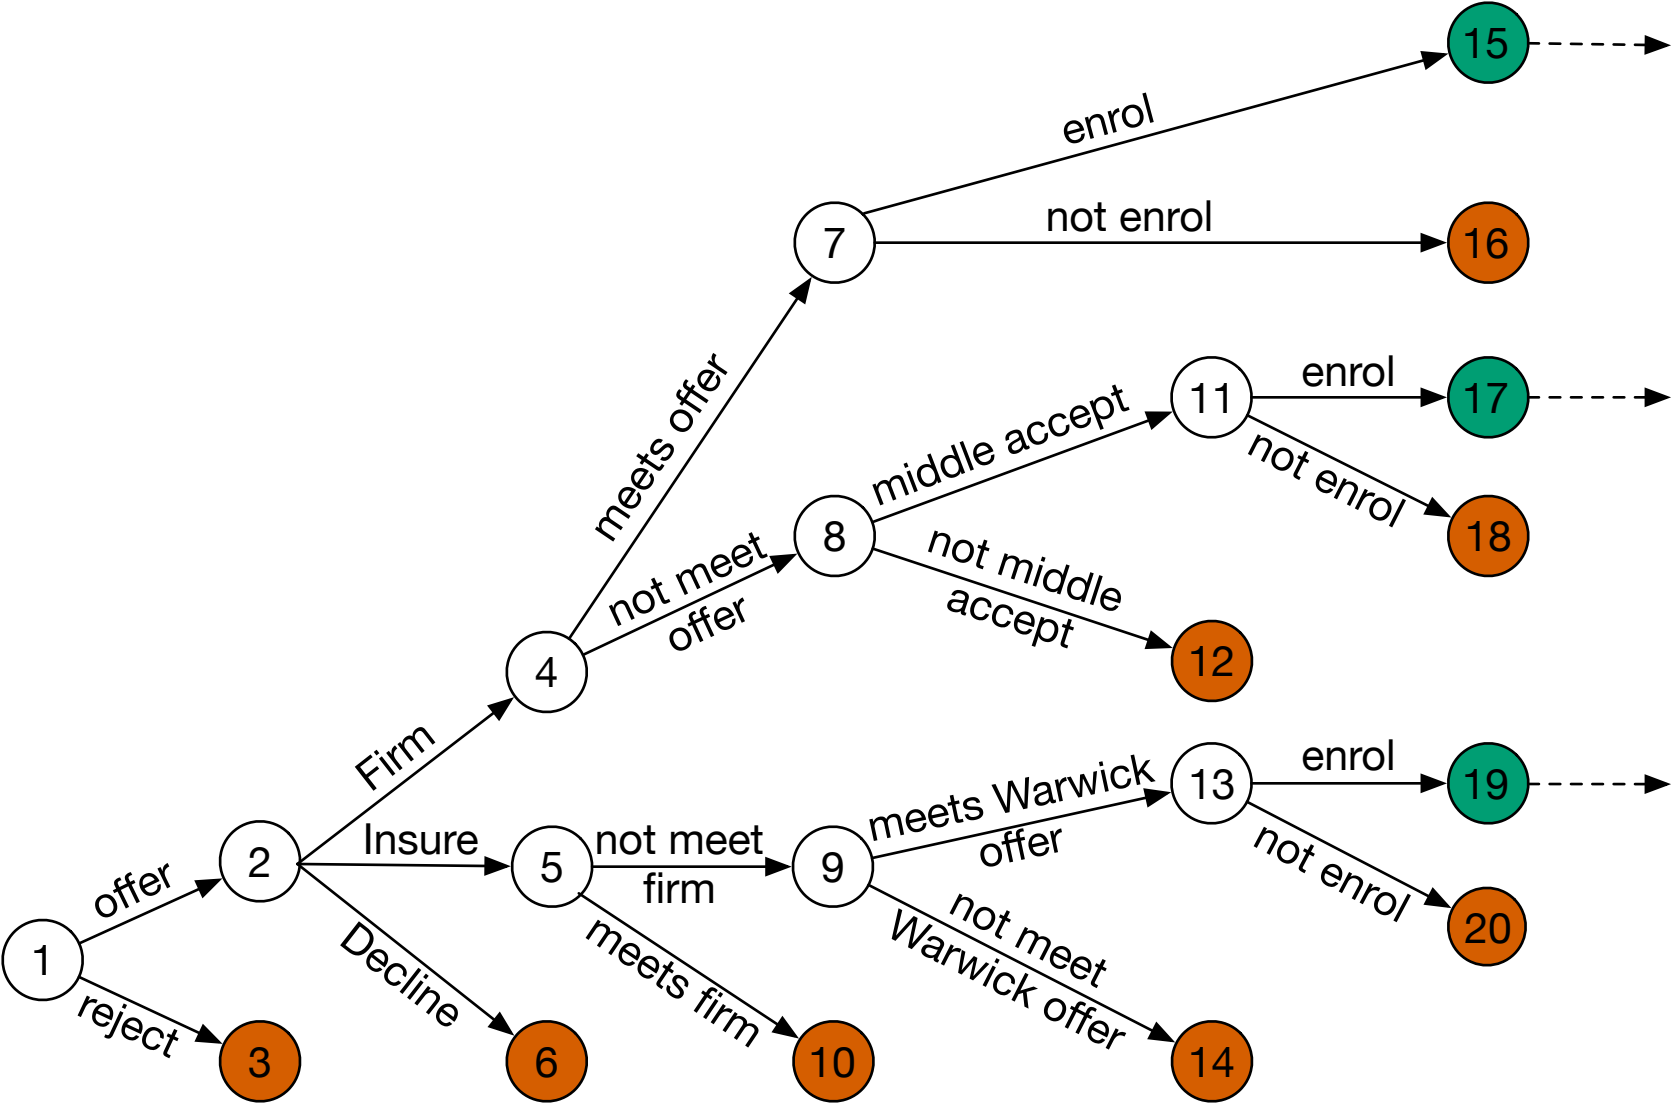 15
enrol
7
not enrol
16
meets offer
middle accept
11
enrol
17
not enrol
18
8
not meet
offer
not middle
accept
12
4
Firm
2
Insure
5
not meet
firm
9
meets Warwick
offer
13
enrol
19
not enrol
20
offer
1
reject
3
Decline
6
meets firm
10
not meet
Warwick offer
14